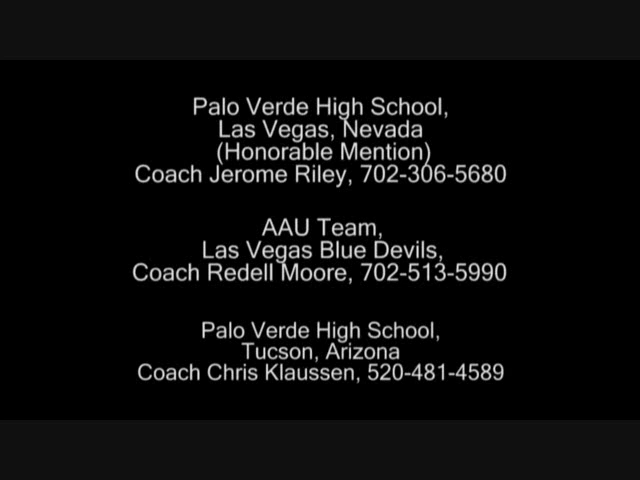 Palo Verde High School,
Las Vegas, Nevada
(Honorable Mention)
Coach Jerome Riley, 702-306-5680
AAU Team,
Las Vegas Blue Devils,
Coach Redell Moore, 702-513-5990
Palo Verde High School,
Tucson, Arizona
Coach Chris Klaussen, 520-481-4589